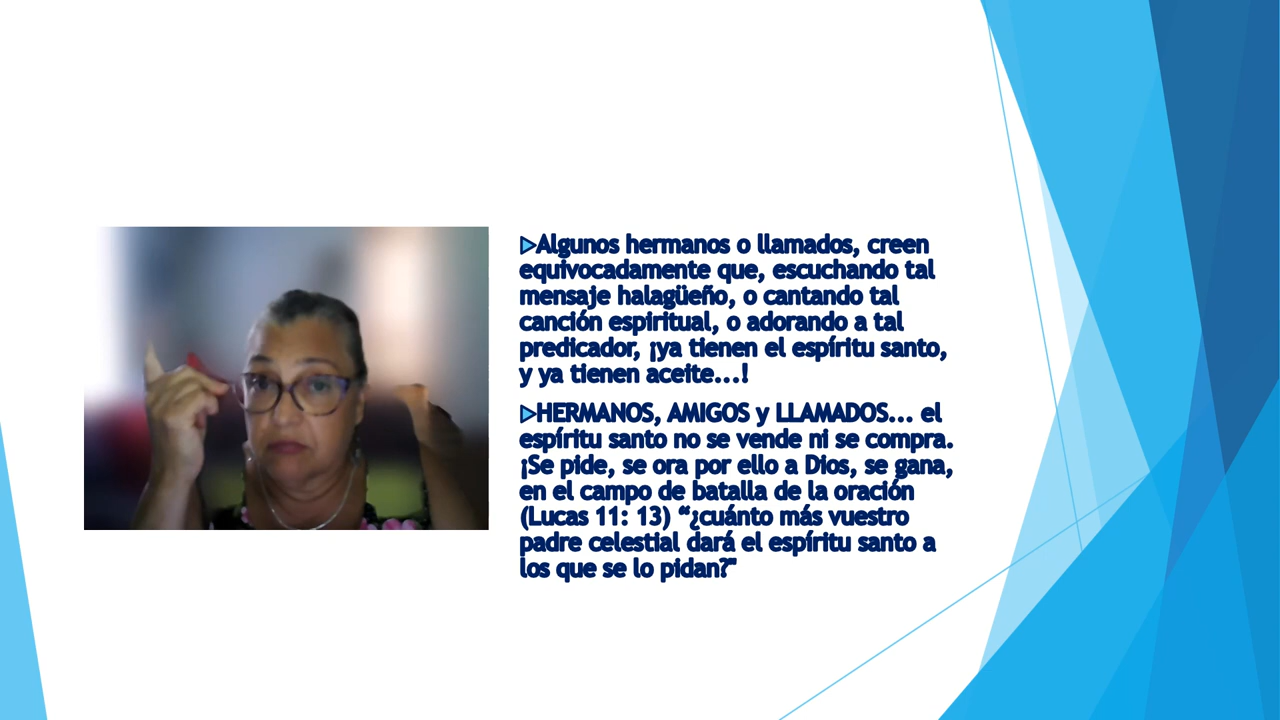 Algunos hermanos o llamados, creen
equivocadamente que, escuchando tal
mensaje halagüeño, o cantando tal
canción espiritual, o adorando a tal
predicador, ¡ya tienen el espíritu santo,
y ya tienen aceite...!
HERMANOS, AMIGOS y LLAMADOS... el
espíritu santo no se vende ni se compra.
¡Se pide, se ora por ello a Dios, se gana,
en el campo de batalla de la oración
(Lucas 11: 13) “¿cuánto más vuestro
padre celestial dará el espíritu santo a
los que se lo pidan?"